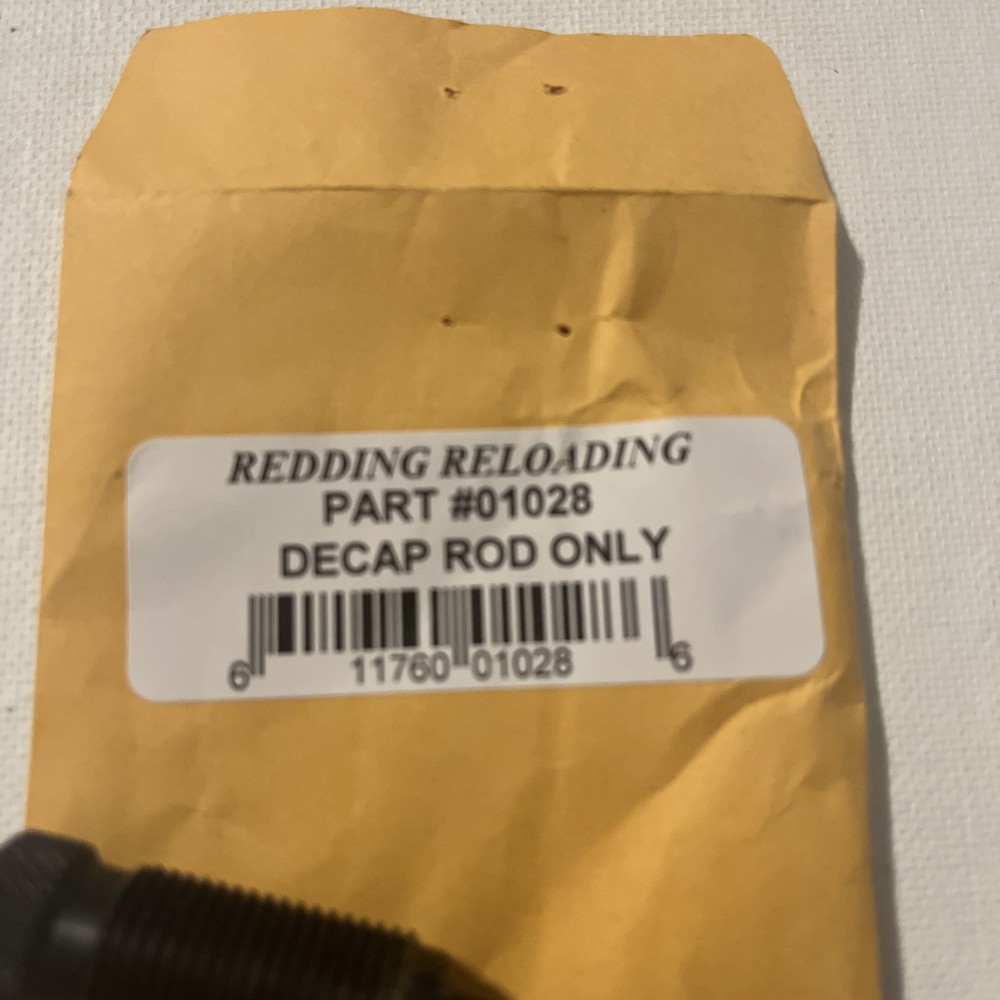 REDDING RELOADING
PART #01028
DECAP ROD ONLY
6 11760 01028 6